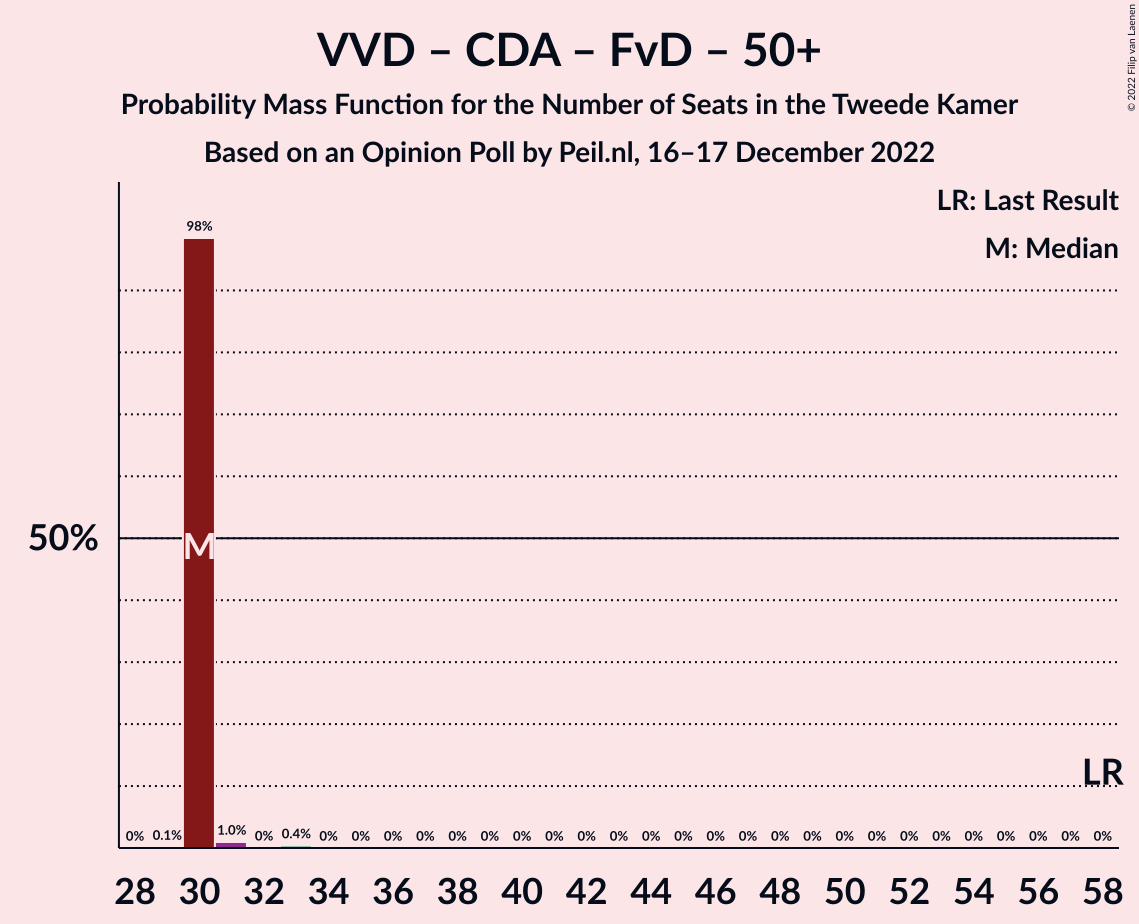 VVD – CDA – FvD – 50+
Probability Mass Function for the Number of Seats in the Tweede Kamer
Based on an Opinion Poll by Peil.nl, 16–17 December 2022
© 2022 Filip van Laenen
LR: Last Result
M: Median
98%
50%
M
LR
0% 0.1% 1.0% 0% 0.4% 0% 0% 0% 0% 0% 0% 0% 0% 0% 0% 0% 0% 0% 0% 0% 0% 0% 0% 0% 0% 0% 0% 0% 0% 0%
28 30 32 34 36 38 40 42 44 46 48 50 52 54 56 58